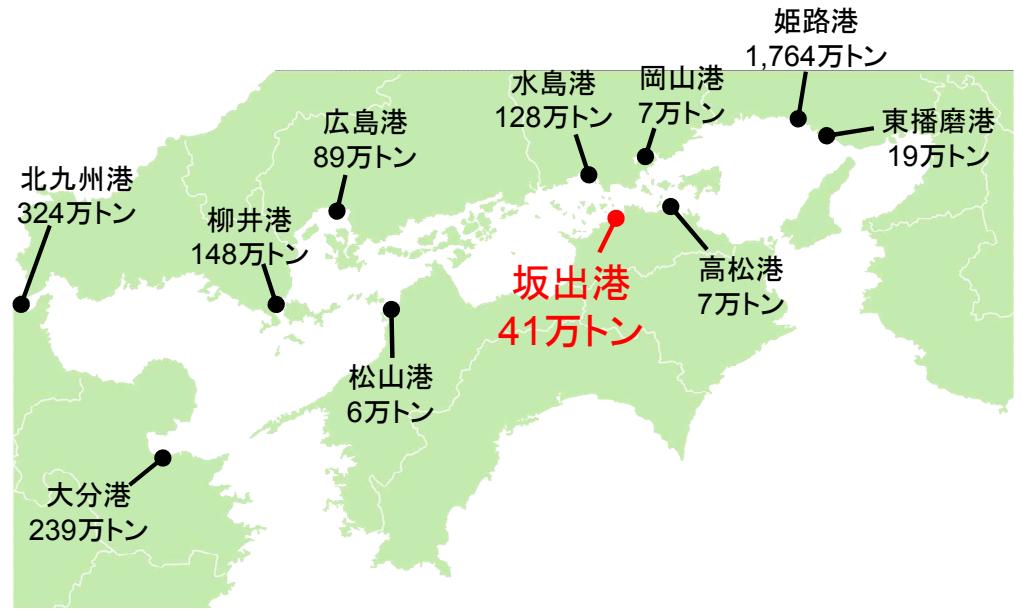 姫路港
1,764万トン
水島港
128万トン
岡山港
7万トン
広島港
89万トン
東播磨港
19万トン
北九州港
324万トン
柳井港
148万トン
坂出港
41万トン
高松港
7万トン
松山港
6万トン
大分港
239万トン